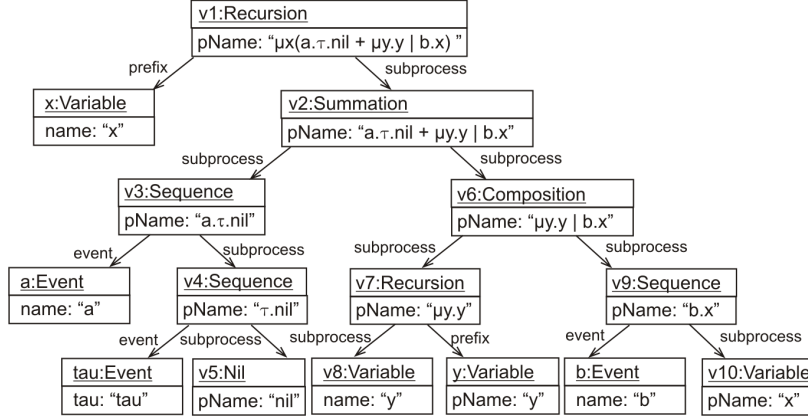 v1:Recursion
pName: “μx(a.τ.nil + μy.y | b.x) ”
prefix
subprocess
x:Variable
name: “x”
v2:Summation
pName: “a.τ.nil + μy.y | b.x”
subprocess
subprocess
v3:Sequence
pName: “a.τ.nil”
v6:Composition
pName: “μy.y | b.x”
event
subprocess
subprocess
subprocess
a:Event
name: “a”
v4:Sequence
pName: “τ.nil”
v7:Recursion
pName: “μy.y”
v9:Sequence
pName: “b.x”
event
subprocess
subprocess
prefix
event
subprocess
tau:Event
tau: “tau”
v5:Nil
pName: “nil”
v8:Variable
name: “y”
y:Variable
pName: “y”
b:Event
name: “b”
v10:Variable
pName: “x”